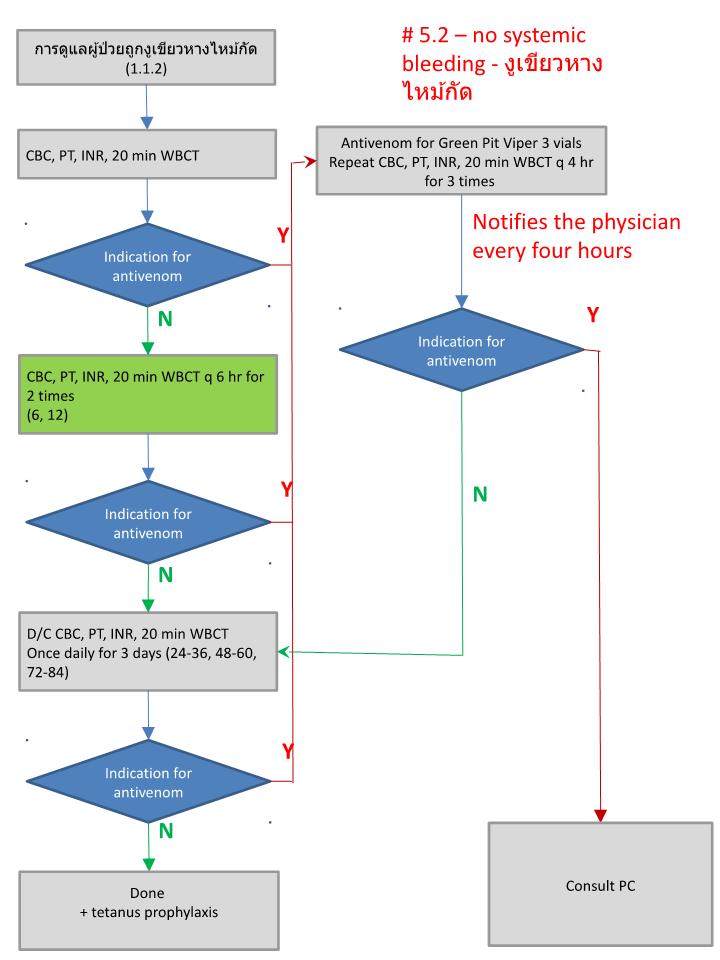 การดูแลผู้ป่วยถูกงูเขียวหางไหม้กัด
(1.1.2)
# 5.2 – no systemic
bleeding - งูเขียวหาง
ไหม้กัด
CBC, PT, INR, 20 min WBCT
Antivenom for Green Pit Viper 3 vials
Repeat CBC, PT, INR, 20 min WBCT q 4 hr
for 3 times
Notifies the physician
every four hours
Indication for
antivenom
Y
N
Indication for
antivenom
Y
N
CBC, PT, INR, 20 min WBCT q 6 hr for
2 times
(6, 12)
Indication for
antivenom
Y
N
D/C CBC, PT, INR, 20 min WBCT
Once daily for 3 days (24-36, 48-60,
72-84)
Indication for
antivenom
Y
N
Done
+ tetanus prophylaxis
Consult PC